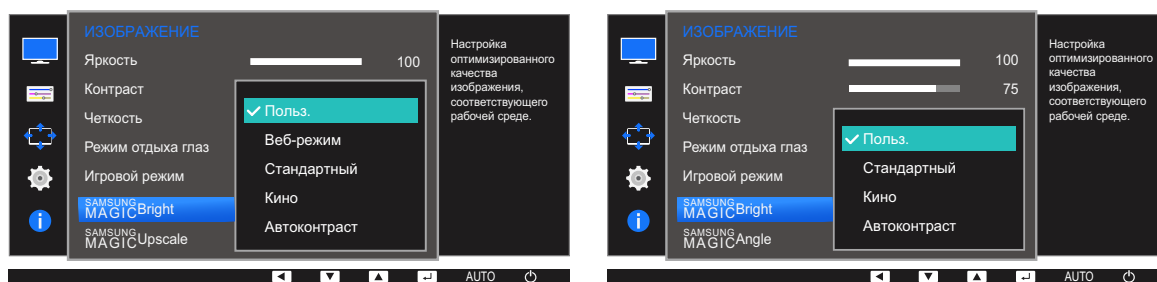 ИЗОБРАЖЕНИЕ
Яркость 100
Контраст
Четкость
Режим отдыха глаз
Игровой режим
SAMSUNG
MAGICBright
SAMSUNG
MAGICUpscale
Польз.
Веб-режим
Стандартный
Кино
Автоконтраст
Настройка
оптимизированного
качества
изображения,
соответствующего
рабочей среде.
AUTO
ИЗОБРАЖЕНИЕ
Яркость 100
Контраст 75
Четкость
Режим отдыха глаз
Игровой режим
SAMSUNG
MAGICBright
SAMSUNG
MAGICAngle
Польз.
Стандартный
Кино
Автоконтраст
Настройка
оптимизированного
качества
изображения,
соответствующего
рабочей среде.
AUTO